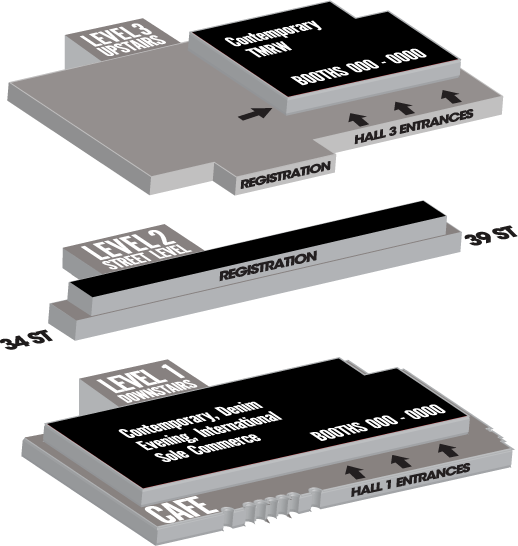 LEVEL 3
UPSTAIRS
Contemporary
TMRW
BOOTHS 000 - 0000
HALL 3 ENTRANCES
REGISTRATION
LEVEL 2
STREET LEVEL
39 ST
REGISTRATION
34 ST
LEVEL 1
DOWNSTAIRS
Contemporary, Denim
Evening, International
Sole Commerce
BOOTHS 000 - 0000
HALL 1 ENTRANCES
CAFE